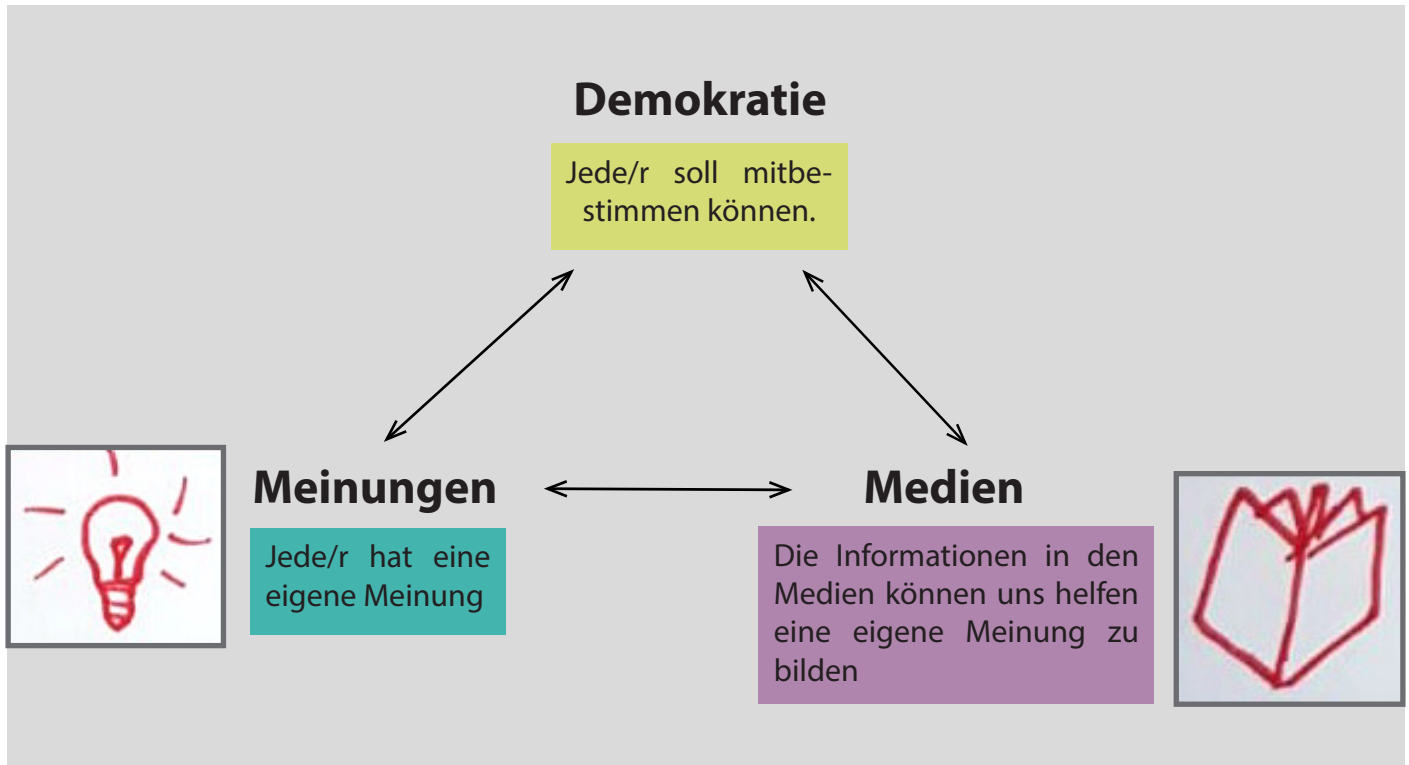 Demokratie
Jede/r soll mitbe-
stimmen können.
Meinungen
Jede/r hat eine
eigene Meinung
Medien
Die Informationen in den
Medien können uns helfen
eine eigene Meinung zu
bilden